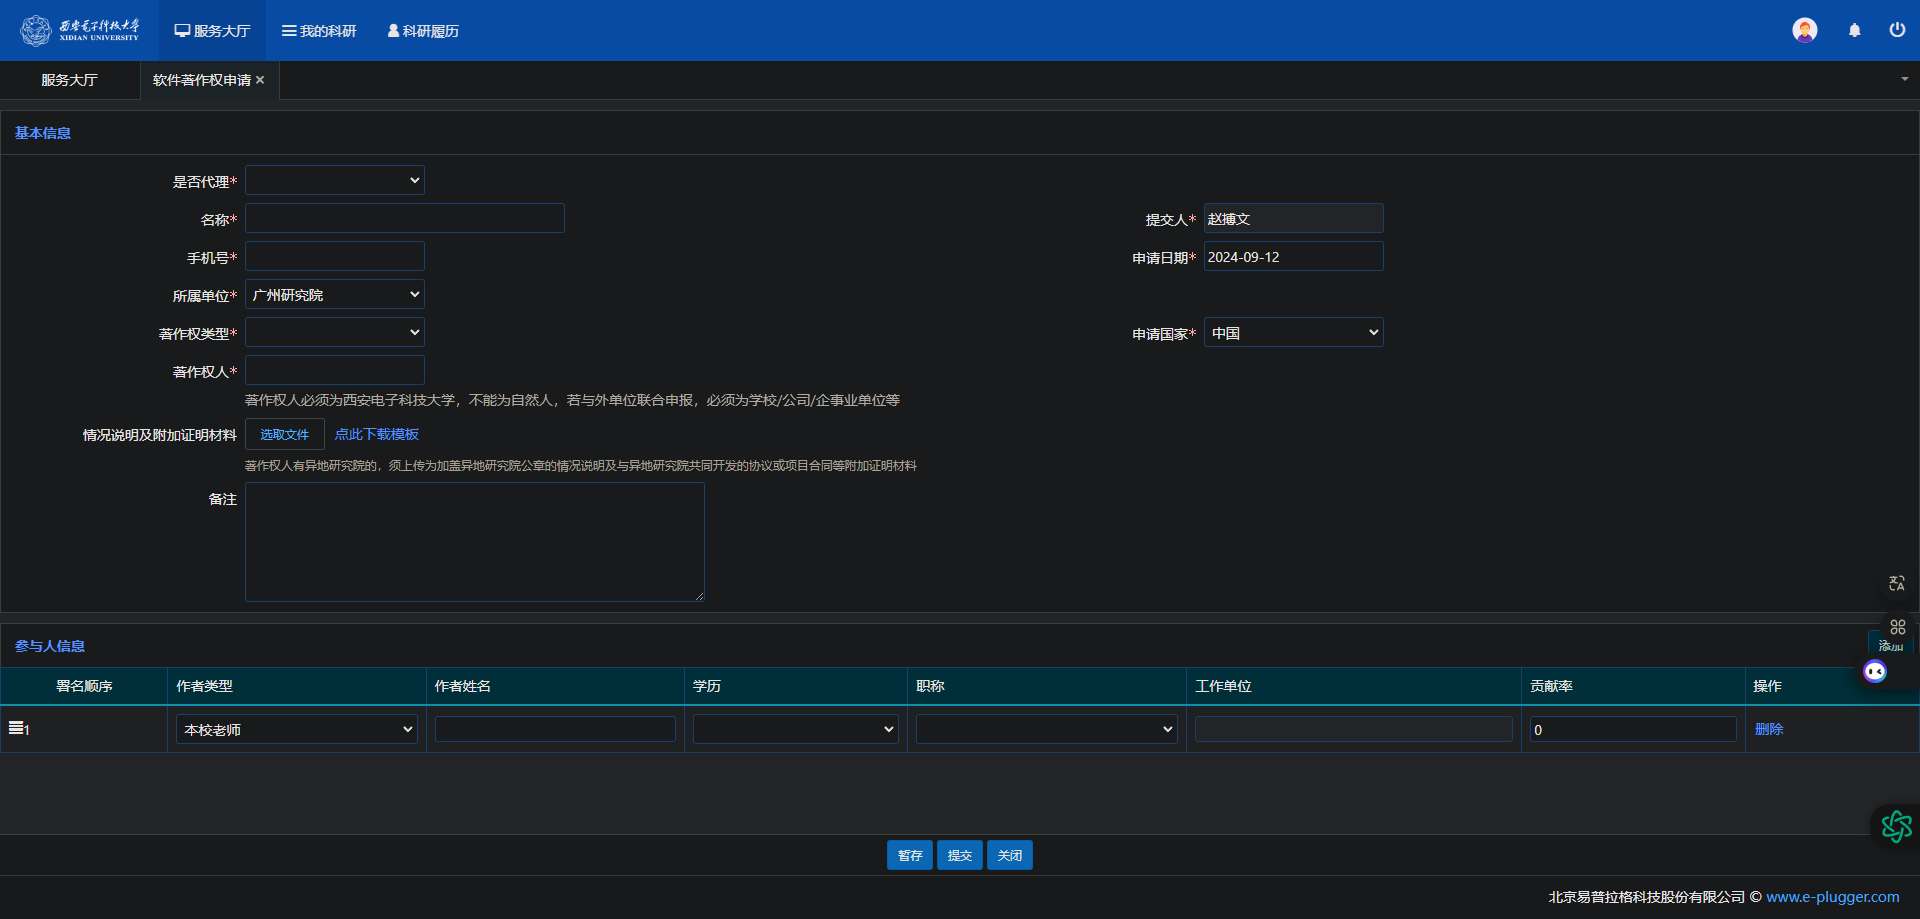 西安电子科技大学
XIDIAN UNIVERSITY
服务大厅
我的科研
科研履历
服务大厅
软件著作权申请
基本信息
是否代理*
名称*
提交人* 赵搏文
手机号*
申请日期* 2024-09-12
所属单位* 广州研究院
著作权类型*
申请国家* 中国
著作权人*
著作权人必须为西安电子科技大学，不能为自然人，若与外单位联合申报，必须为学校/公司/企事业单位等
情况说明及附加证明材料 选取文件 点此下载模板
著作权人有异地研究院的，须上传为加盖异地研究院公章的情况说明及与异地研究院共同开发的协议或项目合同等附加证明材料
备注
参与人信息
添加
署名顺序 作者类型 作者姓名 学历 职称 工作单位 贡献率 操作
1 本校老师 0 删除
暂存 提交 关闭
北京易普拉格科技股份有限公司 © www.e-plugger.com